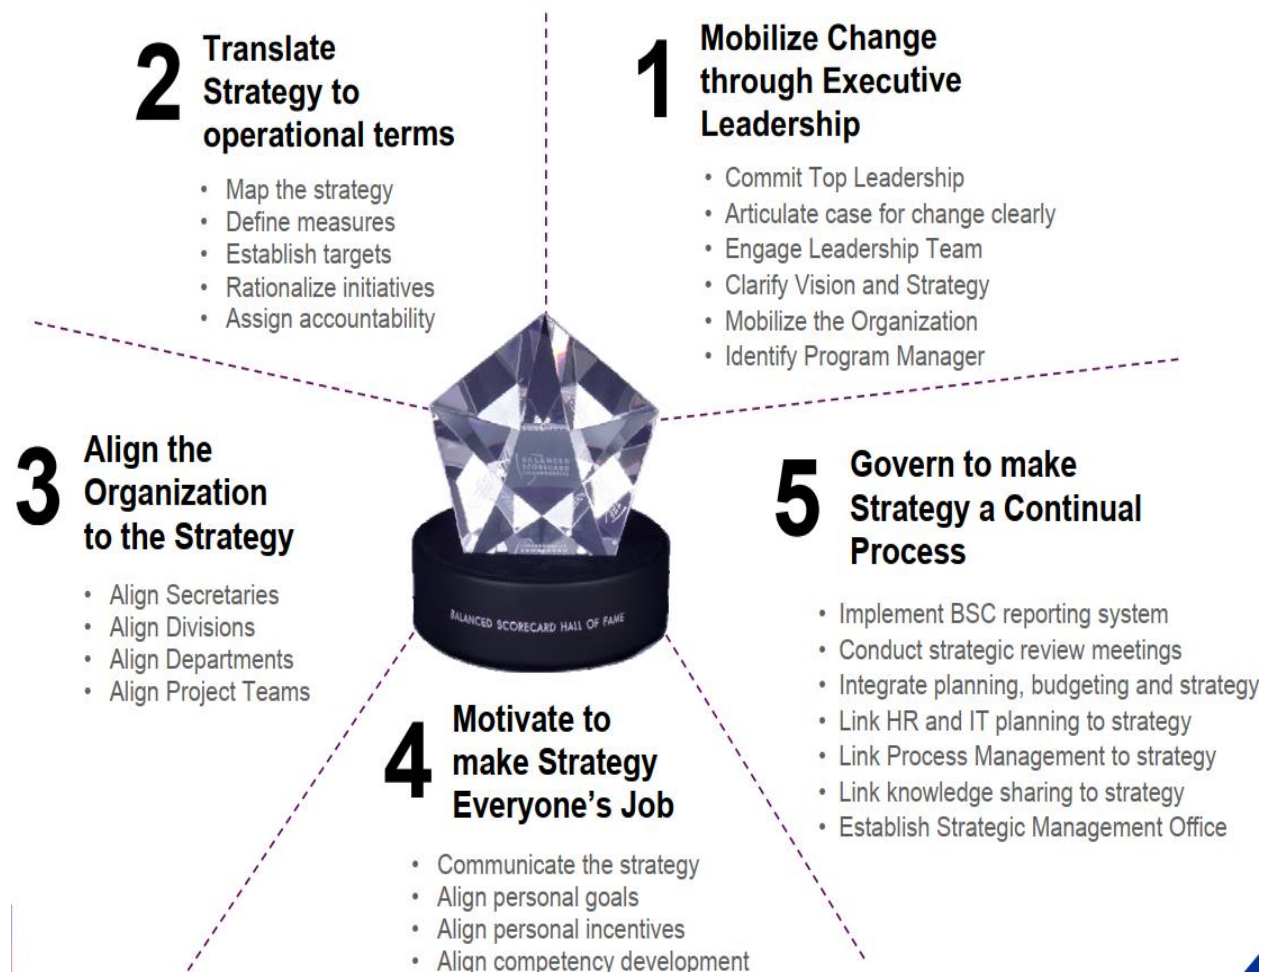 1
Mobilize Change
through Executive
Leadership
• Commit Top Leadership
• Articulate case for change clearly
• Engage Leadership Team
• Clarify Vision and Strategy
• Mobilize the Organization
• Identify Program Manager
2
Translate
Strategy to
operational terms
• Map the strategy
• Define measures
• Establish targets
• Rationalize initiatives
• Assign accountability
3
Align the
Organization
to the Strategy
• Align Secretaries
• Align Divisions
• Align Departments
• Align Project Teams
4
Motivate to
make Strategy
Everyone’s Job
• Communicate the strategy
• Align personal goals
• Align personal incentives
• Align competency development
5
Govern to make
Strategy a Continual
Process
• Implement BSC reporting system
• Conduct strategic review meetings
• Integrate planning, budgeting and strategy
• Link HR and IT planning to strategy
• Link Process Management to strategy
• Link knowledge sharing to strategy
• Establish Strategic Management Office
BALANCED
SCORECARD
BALANCED SCORECARD HALL OF FAME